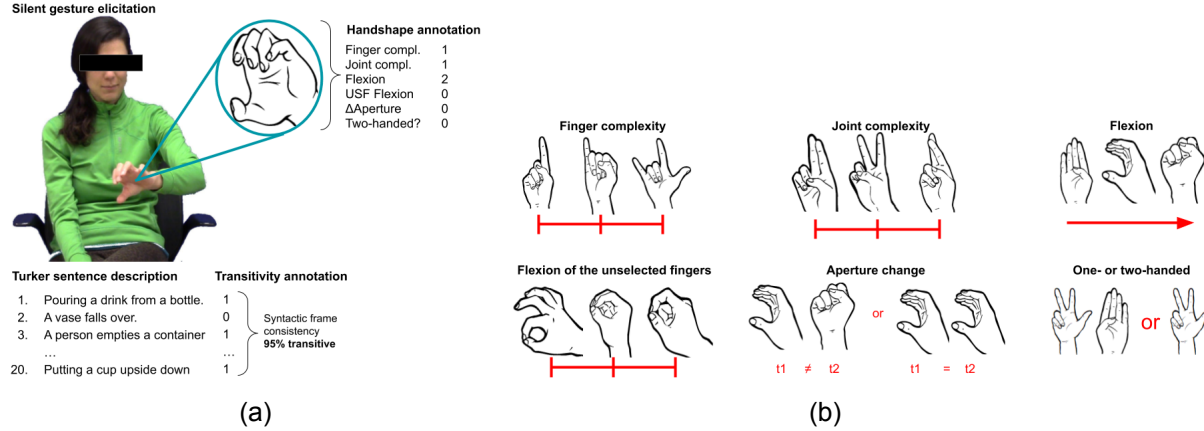 Silent gesture elicitation
Handshape annotation
Finger compl. 1
Joint compl. 1
Flexion 2
USF Flexion 0
ΔAperture 0
Two-handed? 0
Turker sentence description
Transitivity annotation
1. Pouring a drink from a bottle. 1
2. A vase falls over. 0
3. A person empties a container 1
... ...
20. Putting a cup upside down 1
Syntactic frame
consistency
95% transitive
(a)
Finger complexity
Joint complexity
Flexion
Flexion of the unselected fingers
Aperture change
One- or two-handed
or
or
t1 ≠ t2
t1 = t2
(b)